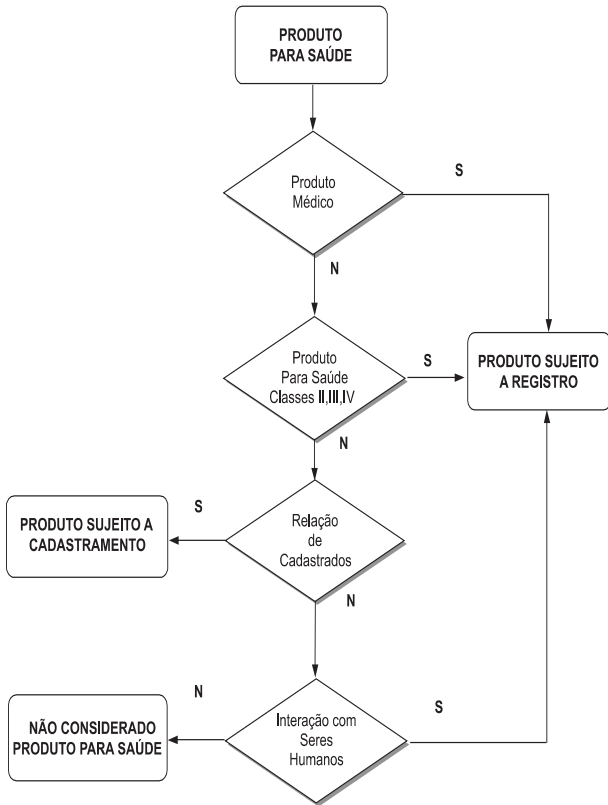 PRODUTO
PARA SAÚDE
Produto
Médico
S
N
Produto
Para Saúde
Classes II,III,IV
S
PRODUTO SUJEITO
A REGISTRO
N
PRODUTO SUJEITO A
CADASTRAMENTO
S
Relação
de
Cadastrados
N
NÃO CONSIDERADO
PRODUTO PARA SAÚDE
N
Interação com
Seres
Humanos
S